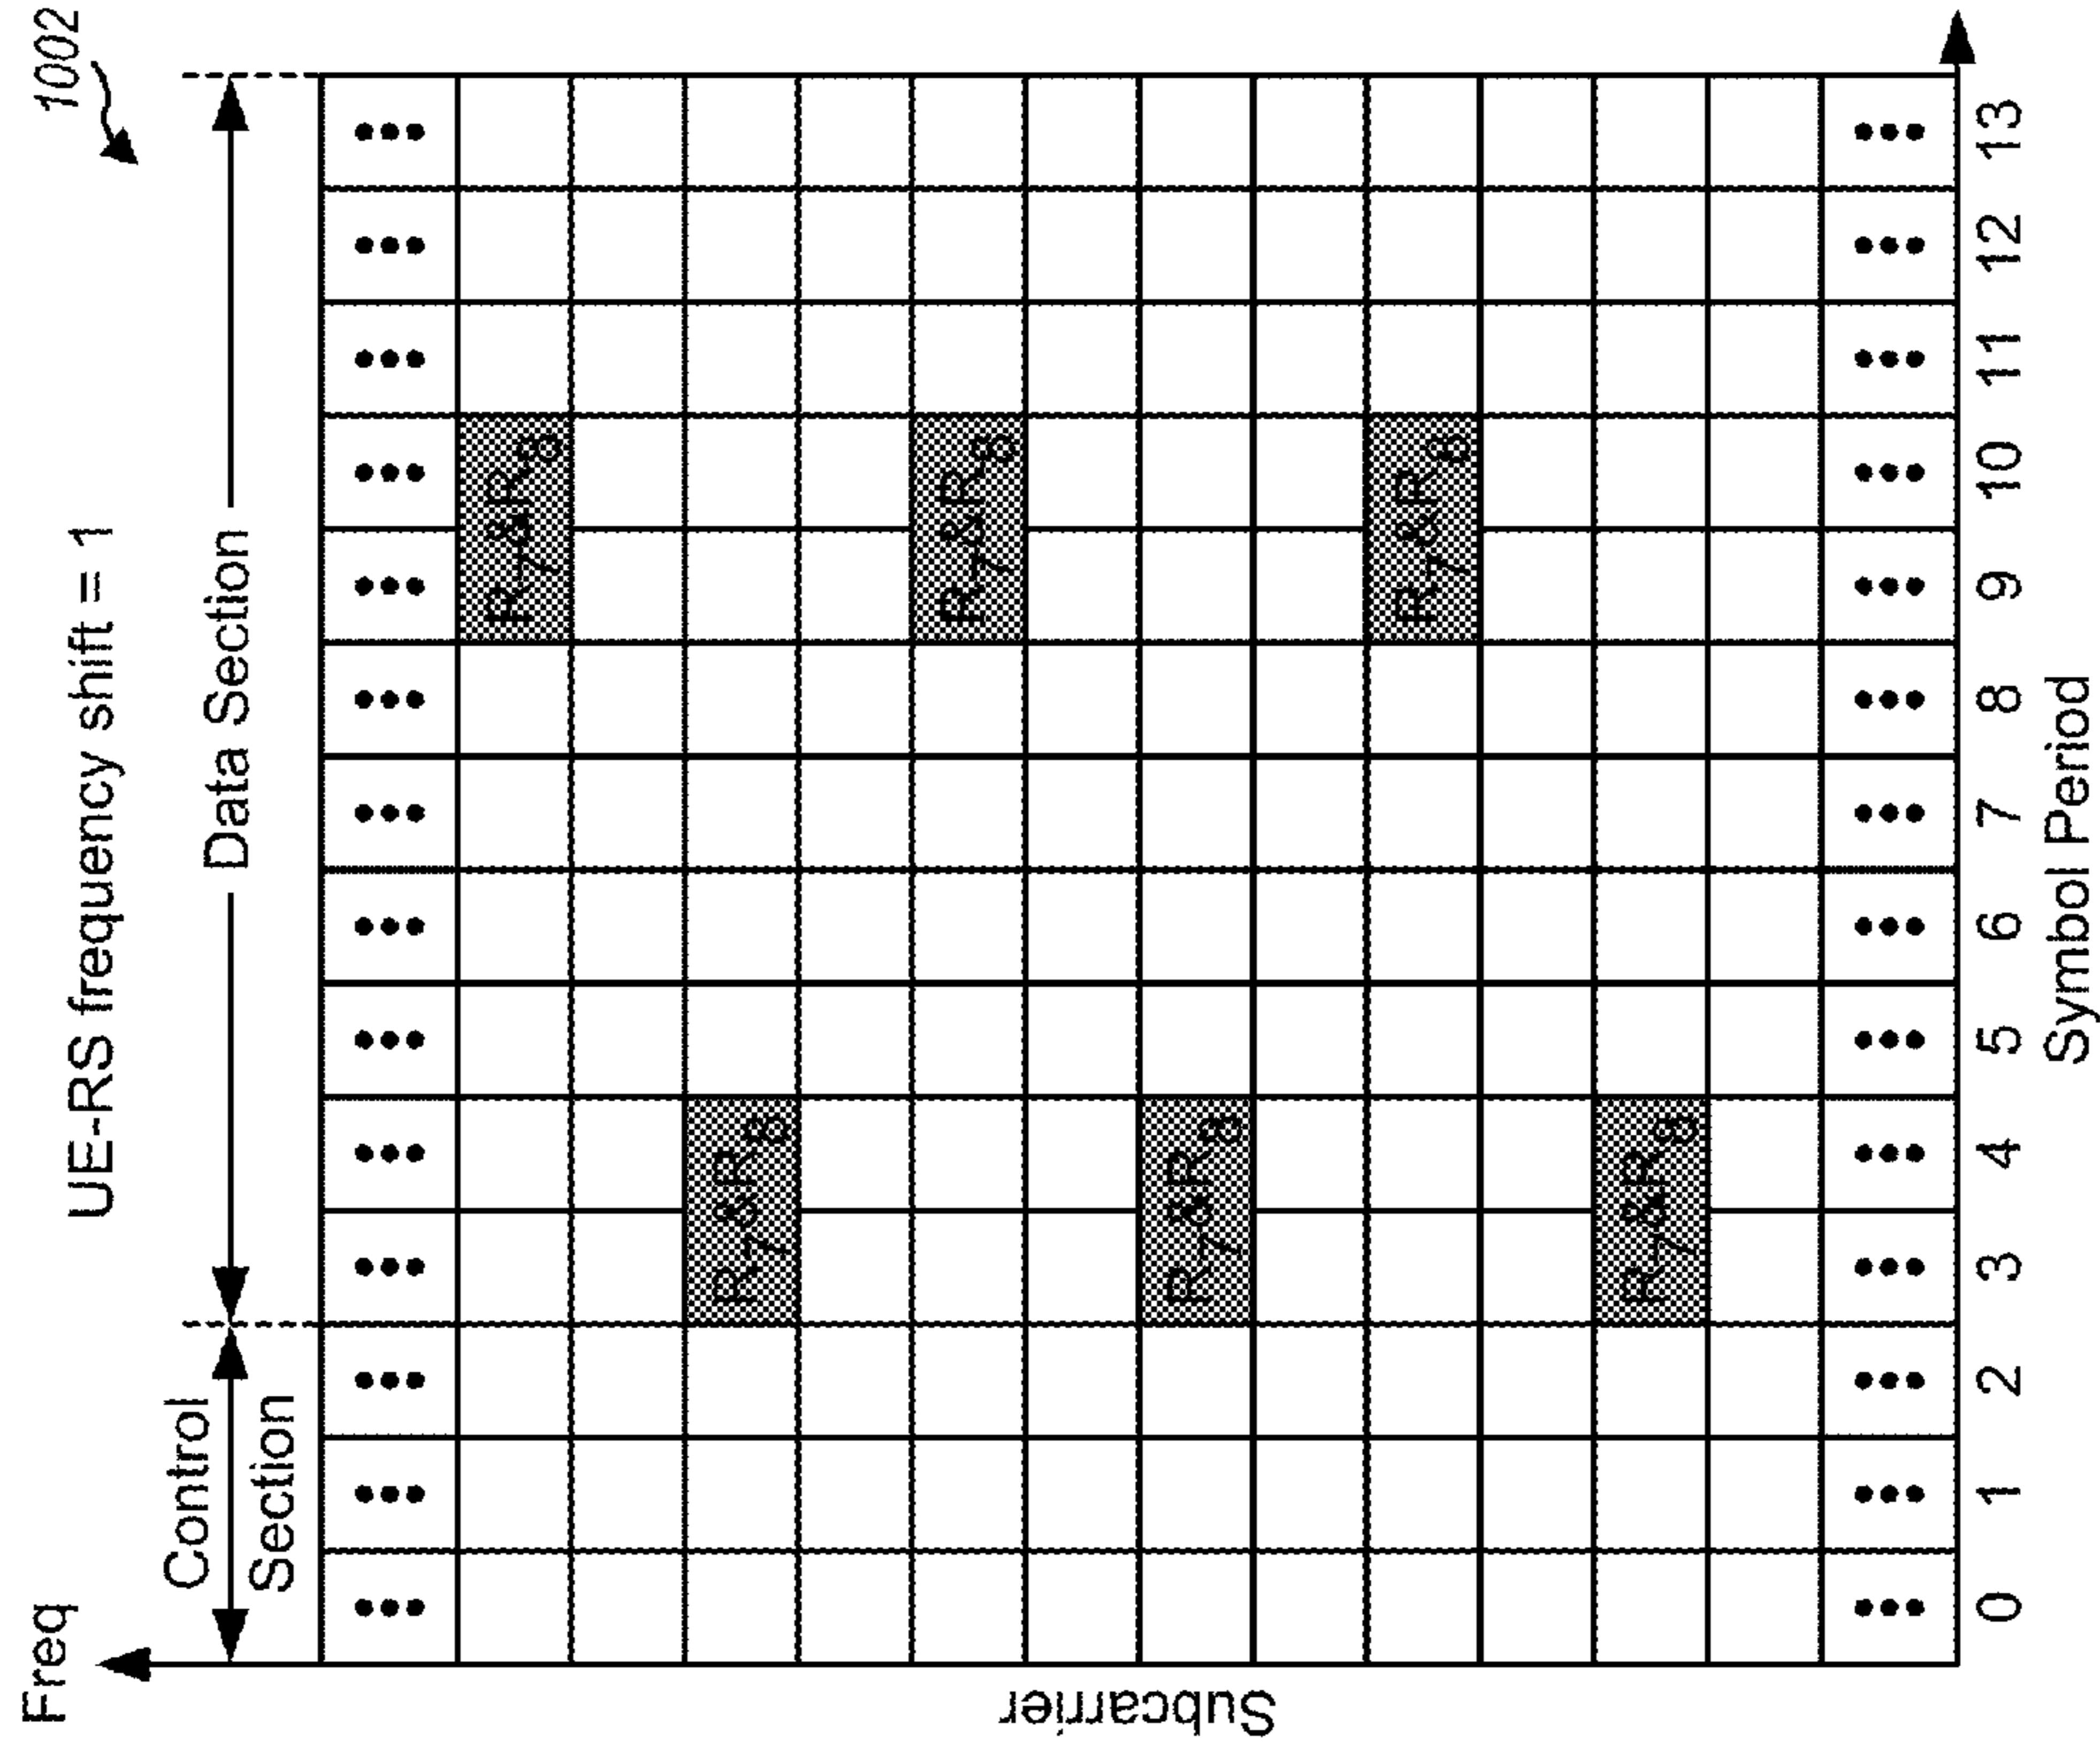 UE-RS frequency shift = 1
1002
Freq
Control
Section
Data Section
R7&R8
R7&R8
R7&R8
R7&R8
R7&R8
R7&R8
Subcarrier
0 1 2 3 4 5 6 7 8 9 10 11 12 13
Symbol Period